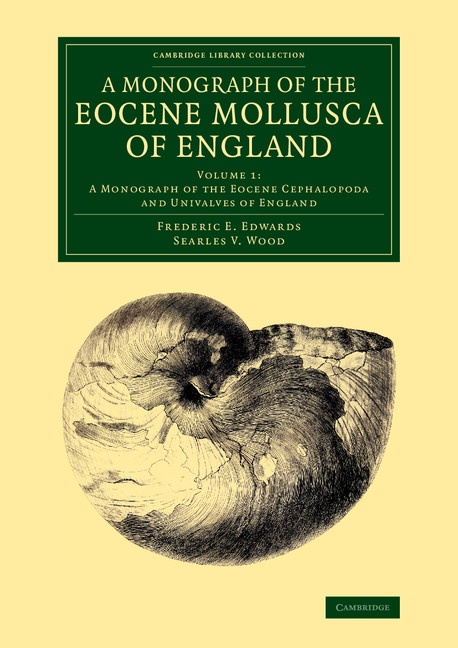 CAMBRIDGE LIBRARY COLLECTION
A MONOGRAPH OF THE
EOCENE MOLLUSCA
OF ENGLAND
VOLUME 1:
A MONOGRAPH OF THE EOCENE CEPHALOPODA
AND UNIVALVES OF ENGLAND
FREDERIC E. EDWARDS
SEARLES V. WOOD
CAMBRIDGE